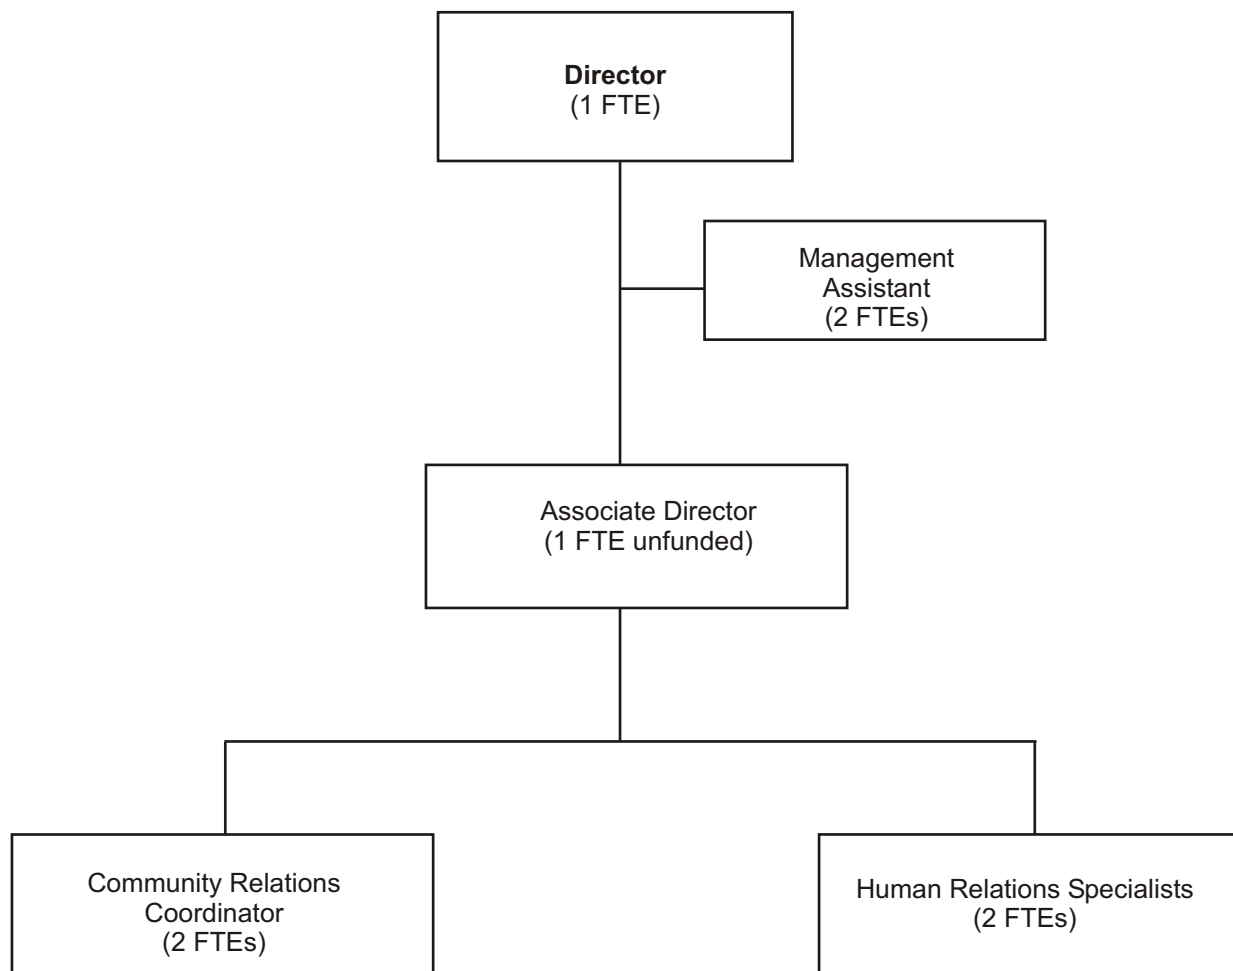 Director
(1 FTE)
Management
Assistant
(2 FTEs)
Associate Director
(1 FTE unfunded)
Community Relations
Coordinator
(2 FTEs)
Human Relations Specialists
(2 FTEs)